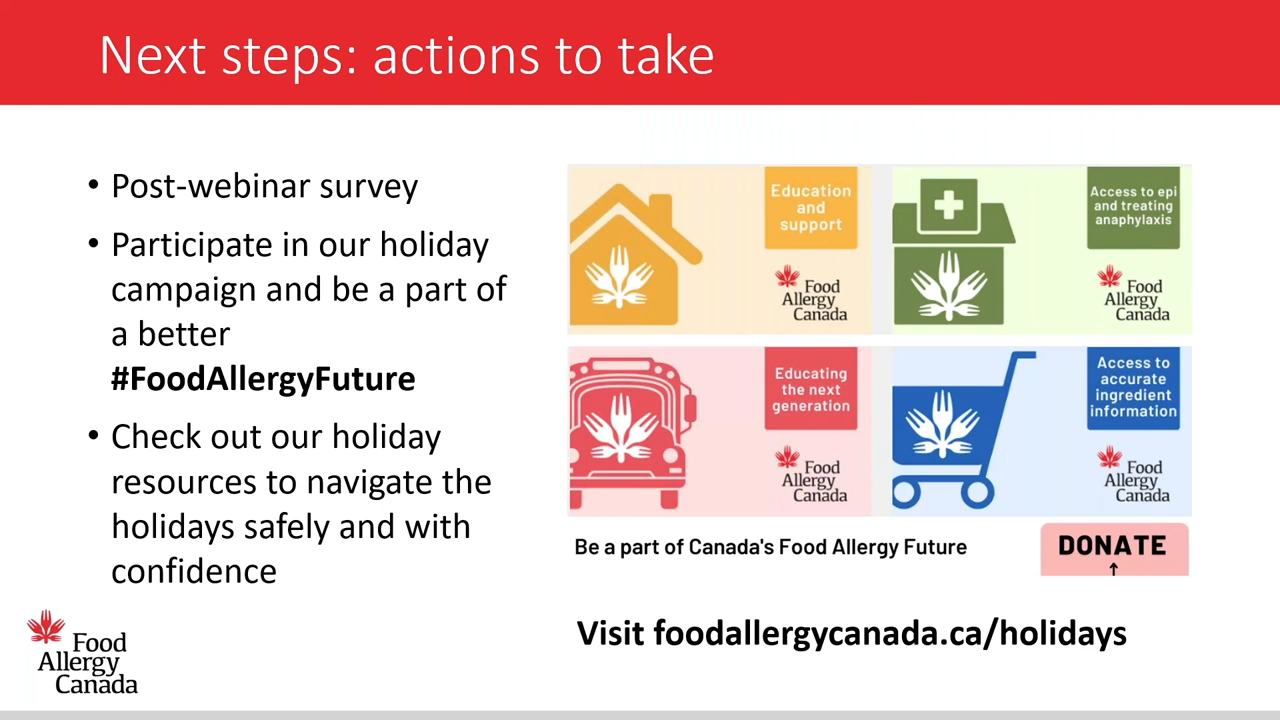 Next steps: actions to take
• Post-webinar survey
• Participate in our holiday
campaign and be a part of
a better
#FoodAllergyFuture
• Check out our holiday
resources to navigate the
holidays safely and with
confidence
Education
and
support
Food
Allergy
Canada
Access to epi
and treating
anaphylaxis
Food
Allergy
Canada
Educating
the next
generation
Food
Allergy
Canada
Access to
accurate
ingredient
information
Food
Allergy
Canada
Be a part of Canada's Food Allergy Future
DONATE
Visit foodallergycanada.ca/holidays
Food
Allergy
Canada